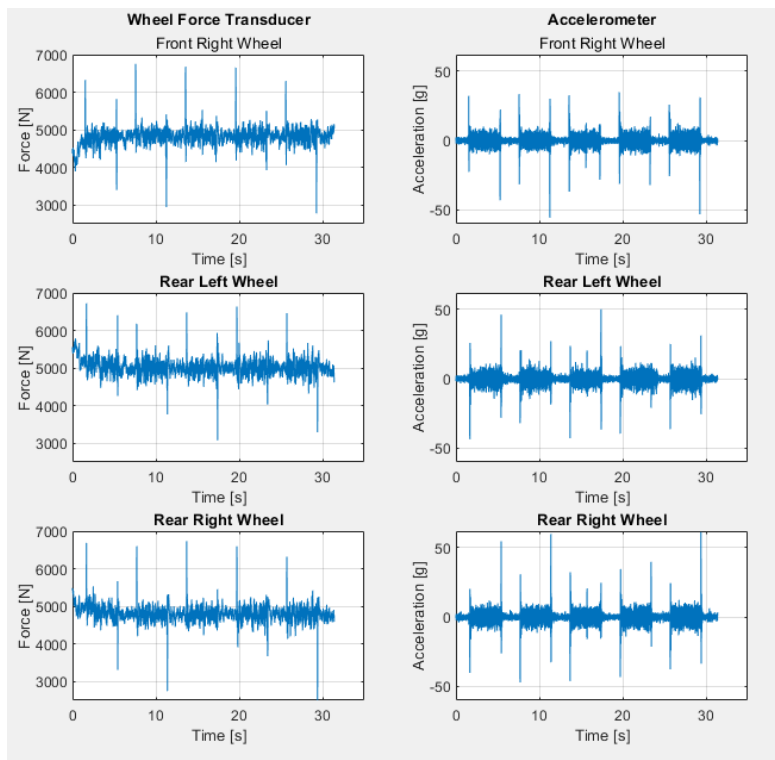 Wheel Force Transducer
Accelerometer
Front Right Wheel
Front Right Wheel
7000
6000
5000
4000
3000
Force [N]
0 10 20 30
Time [s]
50
0
-50
Acceleration [g]
0 10 20 30
Time [s]
Rear Left Wheel
Rear Left Wheel
7000
6000
5000
4000
3000
Force [N]
0 10 20 30
Time [s]
50
0
-50
Acceleration [g]
0 10 20 30
Time [s]
Rear Right Wheel
Rear Right Wheel
7000
6000
5000
4000
3000
Force [N]
0 10 20 30
Time [s]
50
0
-50
Acceleration [g]
0 10 20 30
Time [s]